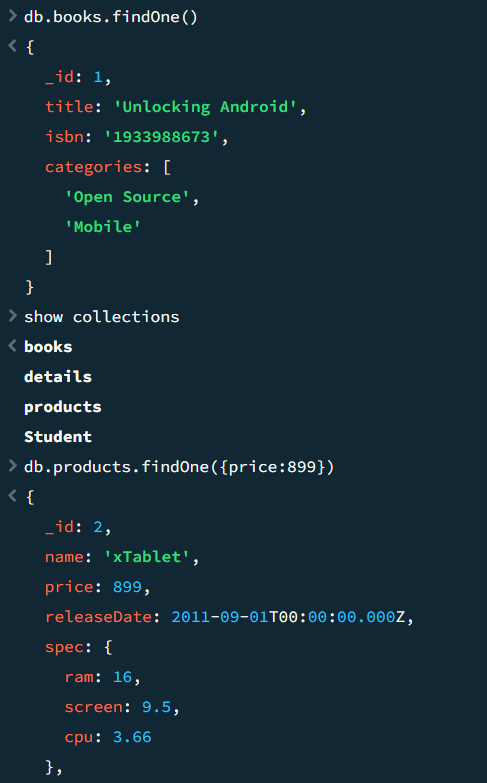 > db.books.findOne()
< {
    _id: 1,
    title: 'Unlocking Android',
    isbn: '1933988673',
    categories: [
      'Open Source',
      'Mobile'
    ]
  }
> show collections
< books
  details
  products
  Student
> db.products.findOne({price:899})
< {
    _id: 2,
    name: 'xTablet',
    price: 899,
    releaseDate: 2011-09-01T00:00:00.000Z,
    spec: {
      ram: 16,
      screen: 9.5,
      cpu: 3.66
    },